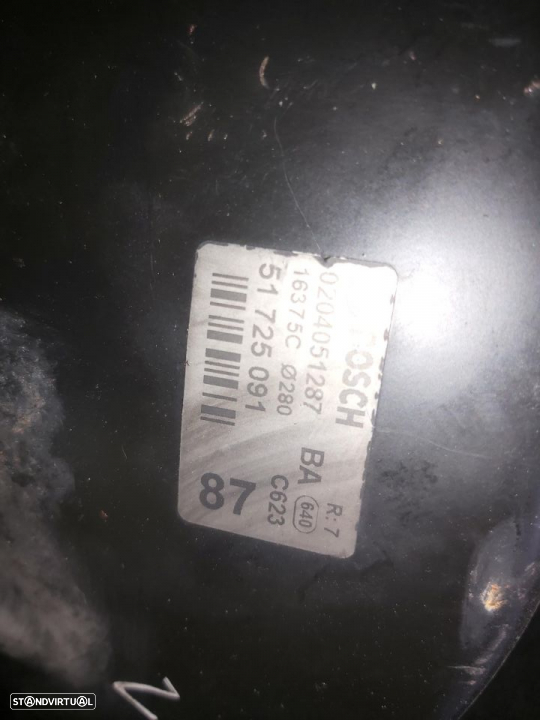 BOSCH
0204051287 BA R:7
16375C Ø280 C623 640
51 725 091 87
STANDVIRTUAL